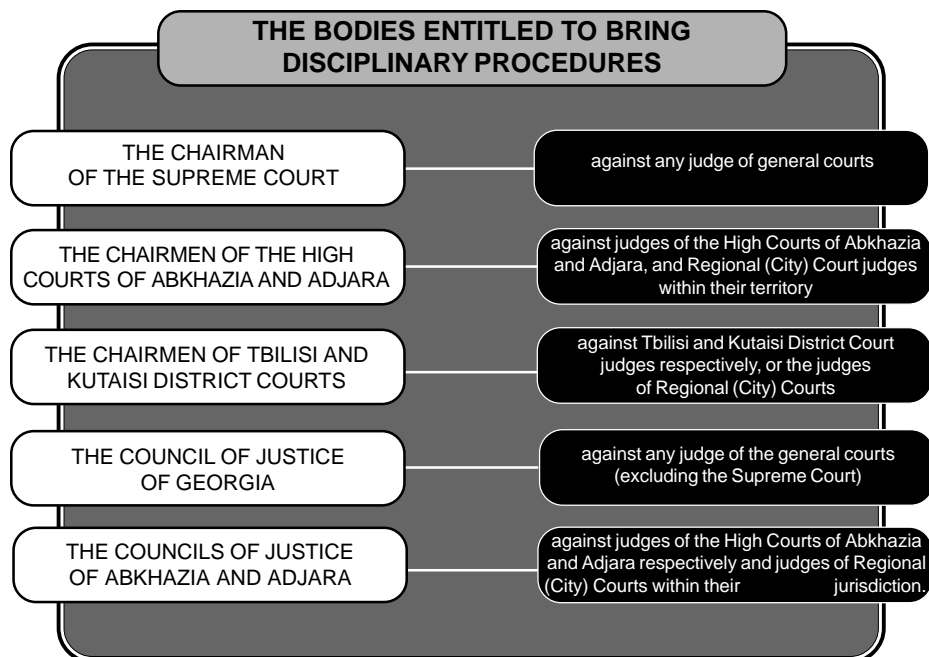 THE BODIES ENTITLED TO BRING
DISCIPLINARY PROCEDURES
THE CHAIRMAN
OF THE SUPREME COURT
against any judge of general courts
THE CHAIRMEN OF THE HIGH
COURTS OF ABKHAZIA AND ADJARA
against judges of the High Courts of Abkhazia
and Adjara, and Regional (City) Court judges
within their territory
THE CHAIRMEN OF TBILISI AND
KUTAISI DISTRICT COURTS
against Tbilisi and Kutaisi District Court
judges respectively, or the judges
of Regional (City) Courts
THE COUNCIL OF JUSTICE
OF GEORGIA
against any judge of the general courts
(excluding the Supreme Court)
THE COUNCILS OF JUSTICE
OF ABKHAZIA AND ADJARA
against judges of the High Courts of Abkhazia
and Adjara respectively and judges of Regional
(City) Courts within their jurisdiction.